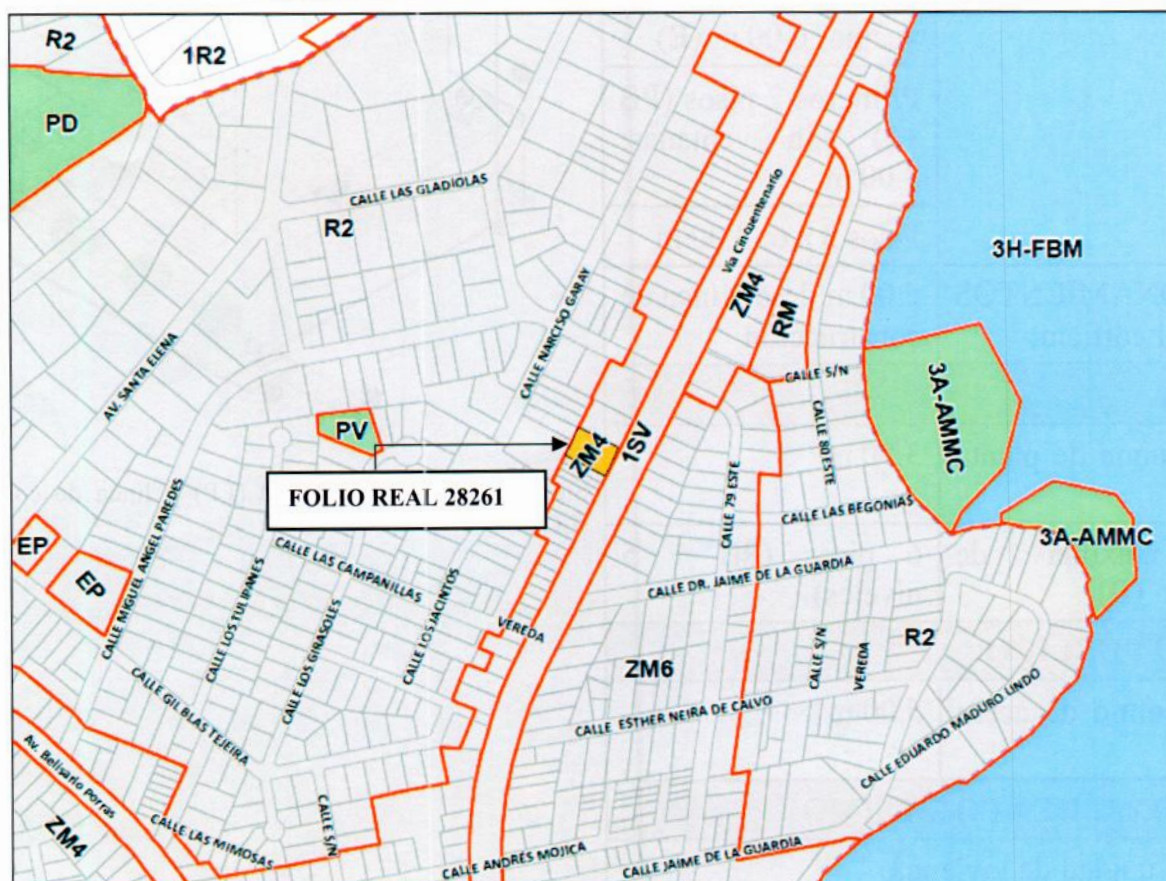 R2
1R2
PD
CALLE LAS GLADIOLAS
R2
Vía Cincuentenario
3H-FBM
ZM4
RM
CALLE NARCISO GARAY
AV. SANTA ELENA
CALLE S/N
3A-AMMC
PV
ZM4
1SV
CALLE 80 ESTE
FOLIO REAL 28261
CALLE 79 ESTE
CALLE LAS BEGONIAS
3A-AMMC
EP
EP
CALLE MIGUEL ANGEL PAREDES
CALLE LAS CAMPANILLAS
CALLE DR. JAIME DE LA GUARDIA
CALLE LOS TULIPANES
CALLE LOS GIRASOLES
CALLE LOS JACINTOS
VEREDA
R2
CALLE S/N
VEREDA
ZM6
CALLE GIL BLAS TEJEIRA
CALLE ESTHER NEIRA DE CALVO
CALLE EDUARDO MADURO LINDO
Av. Belisario Porras
ZM4
CALLE LAS MIMOSAS
CALLE S/N
CALLE ANDRÉS MOJICA
CALLE JAIME DE LA GUARDIA